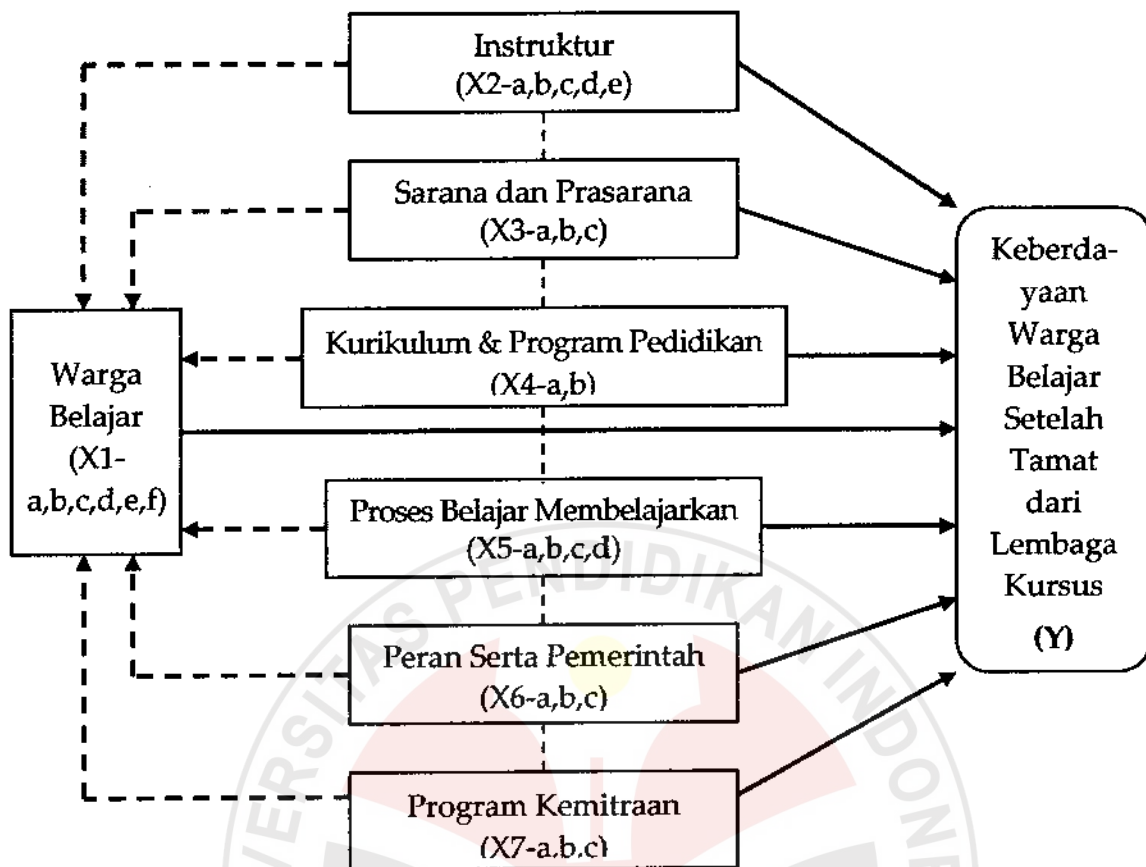 Instruktur
(X2-a,b,c,d,e)
Sarana dan Prasarana
(X3-a,b,c)
Kurikulum & Program Pedidikan
(X4-a,b)
Warga
Belajar
(X1-
a,b,c,d,e,f)
Proses Belajar Membelajarkan
(X5-a,b,c,d)
Peran Serta Pemerintah
(X6-a,b,c)
Program Kemitraan
(X7-a,b,c)
Keberda-
yaan
Warga
Belajar
Setelah
Tamat
dari
Lembaga
Kursus
(Y)
PENDIDIKAN